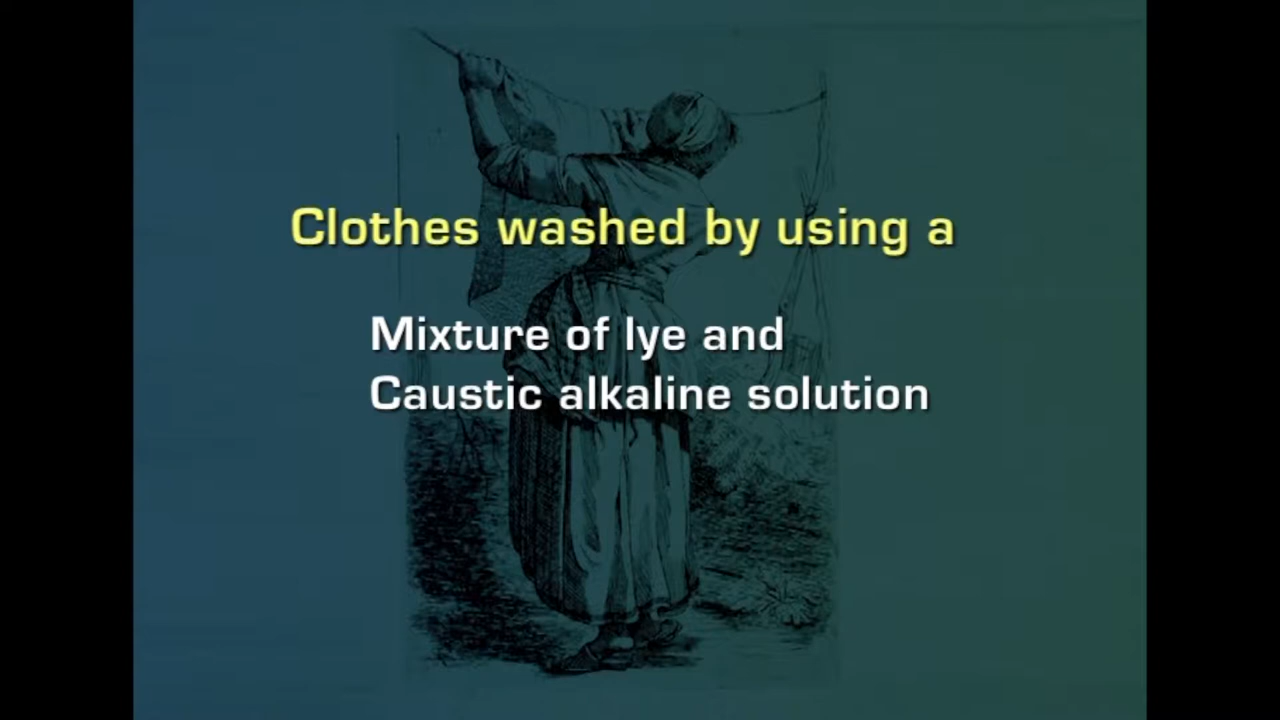 Clothes washed by using a
Mixture of lye and
Caustic alkaline solution